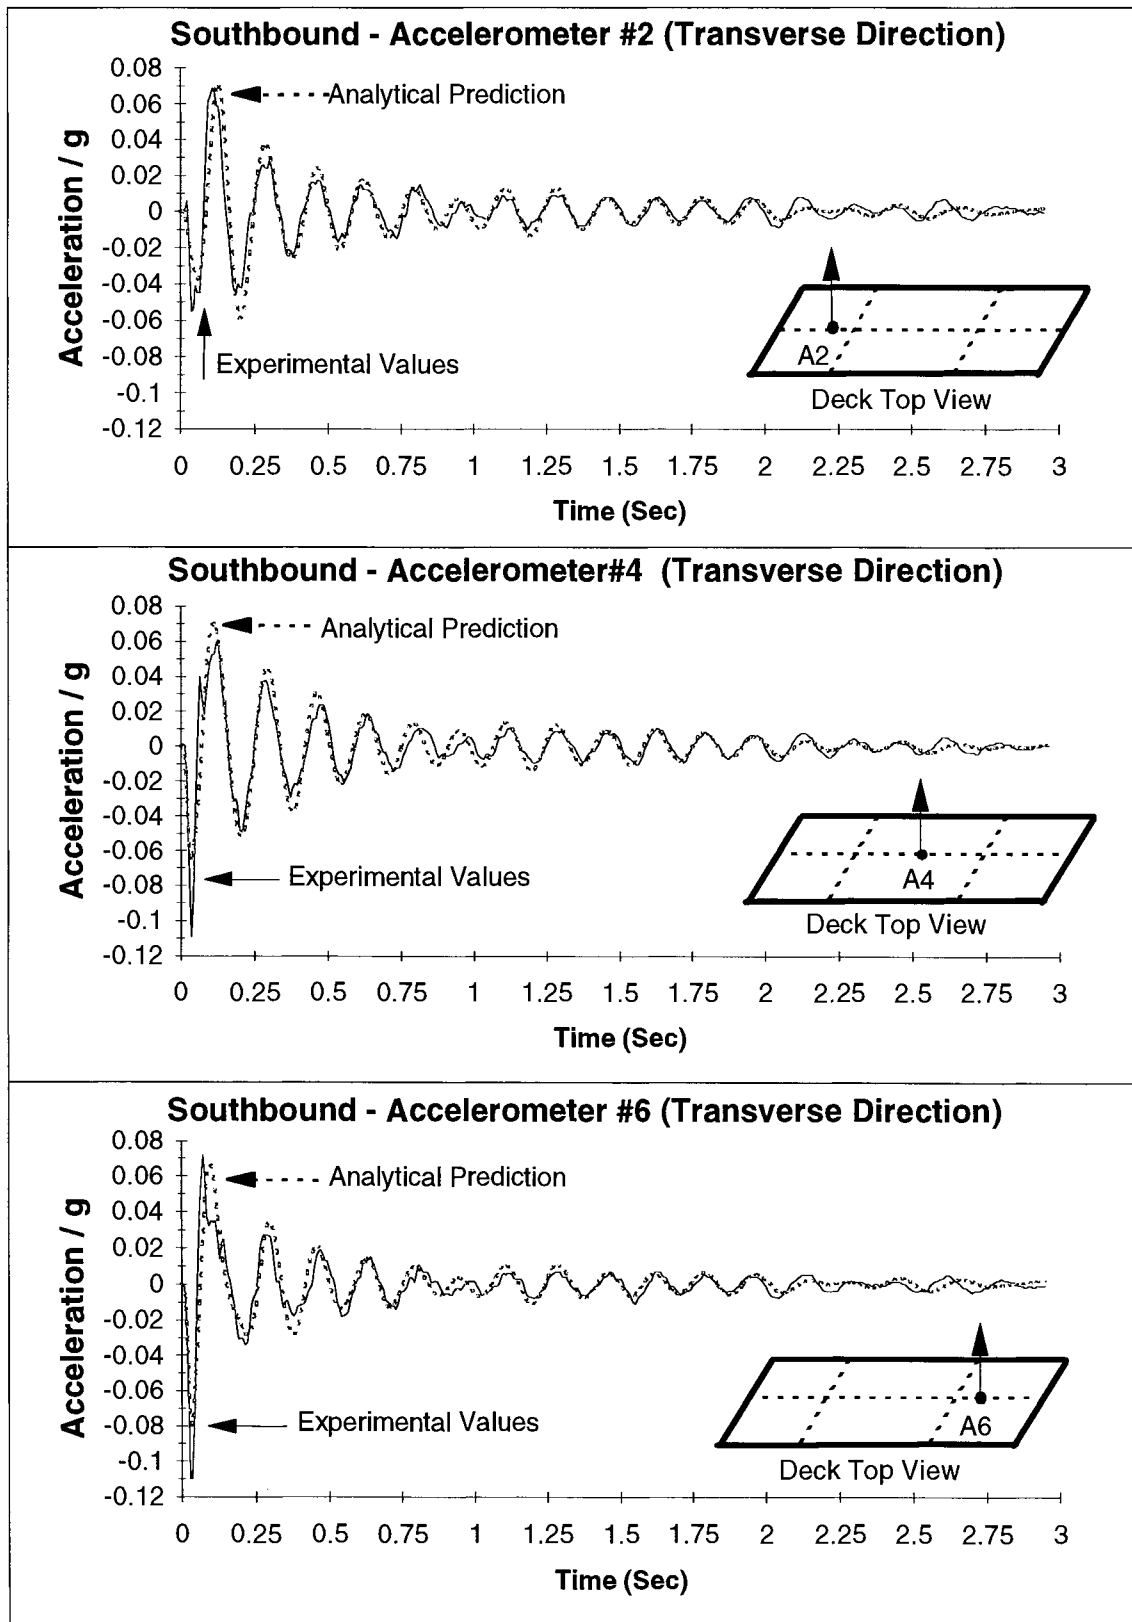 Southbound - Accelerometer #2 (Transverse Direction)
0.08
0.06
0.04
0.02
0
-0.02
-0.04
-0.06
-0.08
-0.1
-0.12
Acceleration / g
Analytical Prediction
Experimental Values
A2
Deck Top View
0 0.25 0.5 0.75 1 1.25 1.5 1.75 2 2.25 2.5 2.75 3
Time (Sec)
Southbound - Accelerometer#4 (Transverse Direction)
0.08
0.06
0.04
0.02
0
-0.02
-0.04
-0.06
-0.08
-0.1
-0.12
Acceleration / g
Analytical Prediction
Experimental Values
A4
Deck Top View
0 0.25 0.5 0.75 1 1.25 1.5 1.75 2 2.25 2.5 2.75 3
Time (Sec)
Southbound - Accelerometer #6 (Transverse Direction)
0.08
0.06
0.04
0.02
0
-0.02
-0.04
-0.06
-0.08
-0.1
-0.12
Acceleration / g
Analytical Prediction
Experimental Values
A6
Deck Top View
0 0.25 0.5 0.75 1 1.25 1.5 1.75 2 2.25 2.5 2.75 3
Time (Sec)